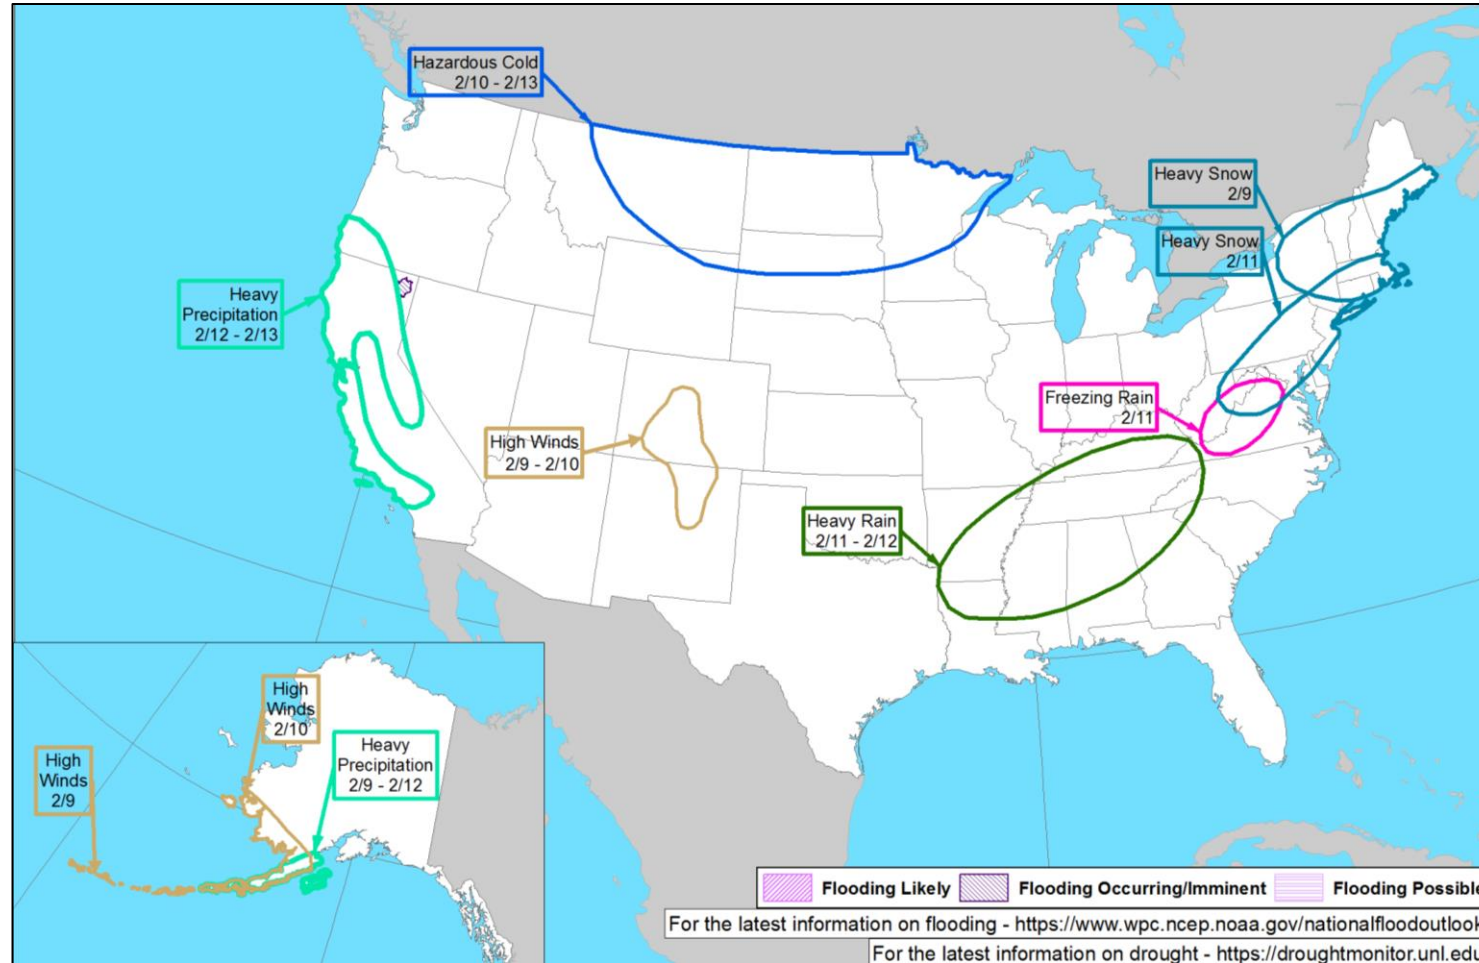 Hazardous Cold
2/10 - 2/13
Heavy Snow
2/9
Heavy Snow
2/11
Heavy
Precipitation
2/12 - 2/13
Freezing Rain
2/11
High Winds
2/9 - 2/10
Heavy Rain
2/11 - 2/12
High
Winds
2/10
High
Winds
2/9
Heavy
Precipitation
2/9 - 2/12
Flooding Likely Flooding Occurring/Imminent Flooding Possible
For the latest information on flooding - https://www.wpc.ncep.noaa.gov/nationalfloodoutlook
For the latest information on drought - https://droughtmonitor.unl.edu